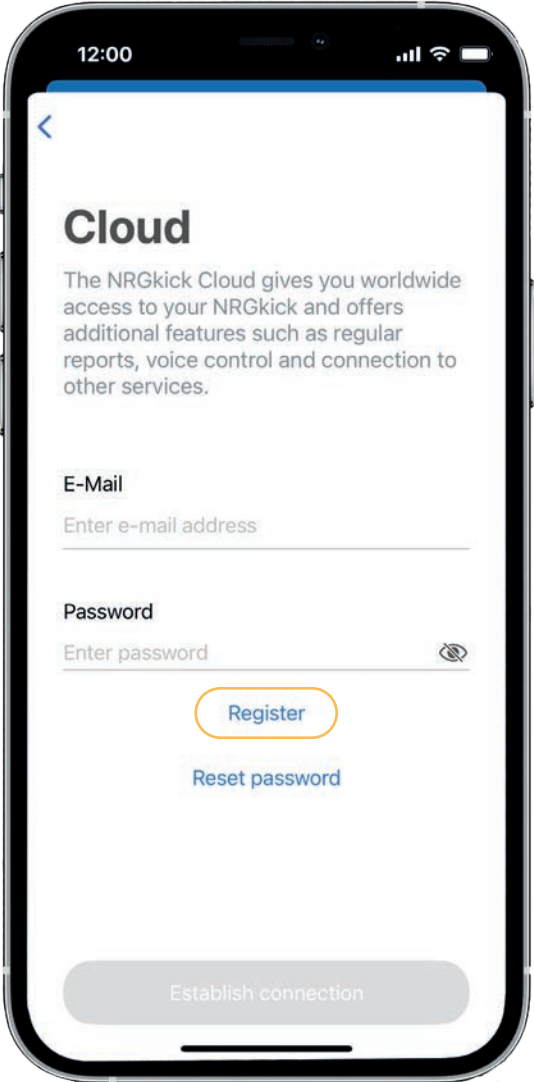 12:00
Cloud
The NRGkick Cloud gives you worldwide
access to your NRGkick and offers
additional features such as regular
reports, voice control and connection to
other services.
E-Mail
Enter e-mail address
Password
Enter password
Register
Reset password
Establish connection